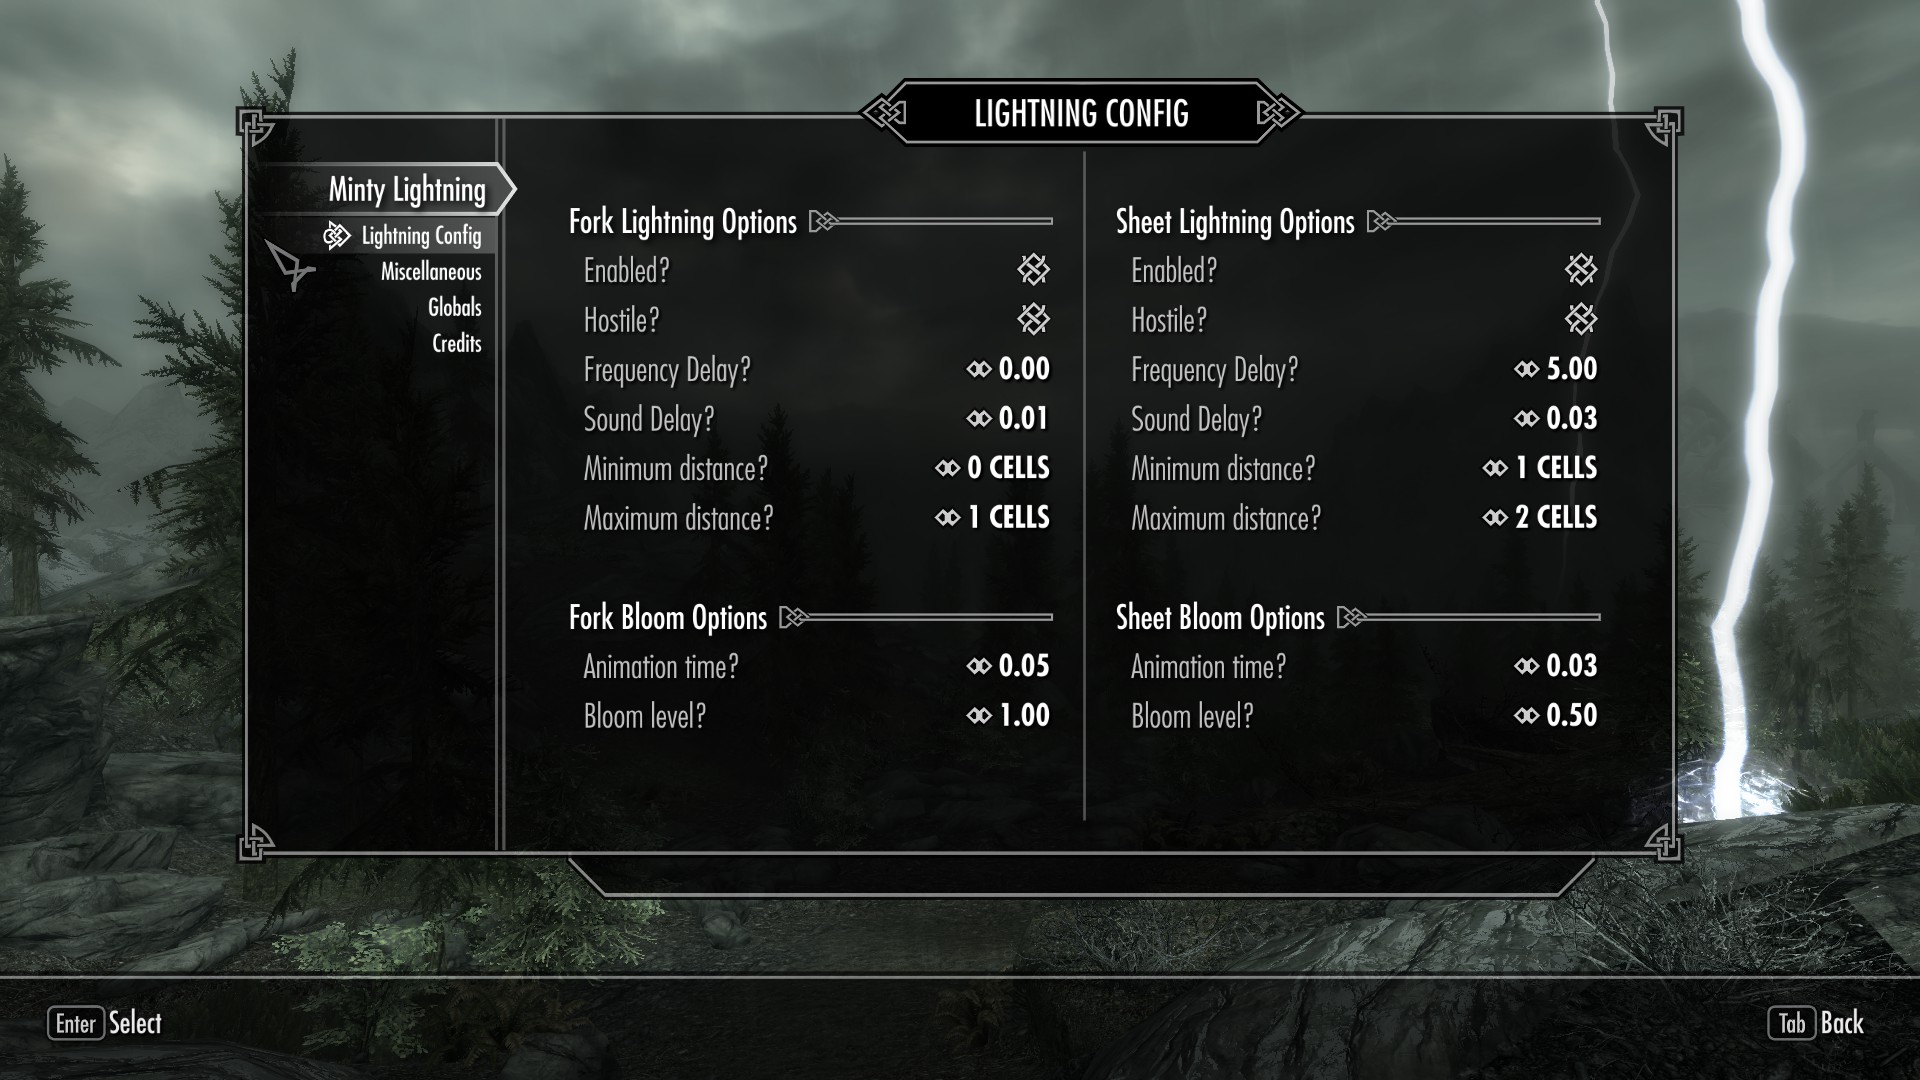 LIGHTNING CONFIG
Minty Lightning
Lightning Config
Miscellaneous
Globals
Credits
Fork Lightning Options
Enabled?
Hostile?
Frequency Delay? 0.00
Sound Delay? 0.01
Minimum distance? 0 CELLS
Maximum distance? 1 CELLS
Fork Bloom Options
Animation time? 0.05
Bloom level? 1.00
Sheet Lightning Options
Enabled?
Hostile?
Frequency Delay? 5.00
Sound Delay? 0.03
Minimum distance? 1 CELLS
Maximum distance? 2 CELLS
Sheet Bloom Options
Animation time? 0.03
Bloom level? 0.50
Enter Select
Tab Back